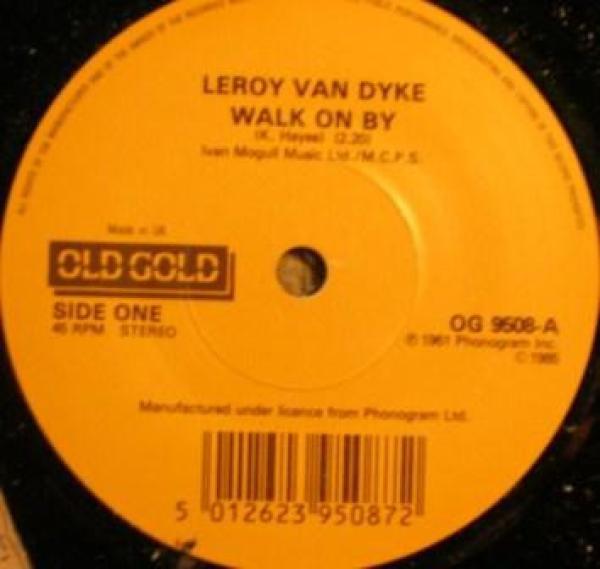 LEROY VAN DYKE
WALK ON BY
(K. Hayes) (2.20)
Ivan Mogull Music Ltd./M.C.P.S.
Made in UK
OLD GOLD
SIDE ONE
45 RPM STEREO
OG 9508-A
℗ 1961 Phonogram Inc.
© 1985
Manufactured under licence from Phonogram Ltd.
5 012623 950872